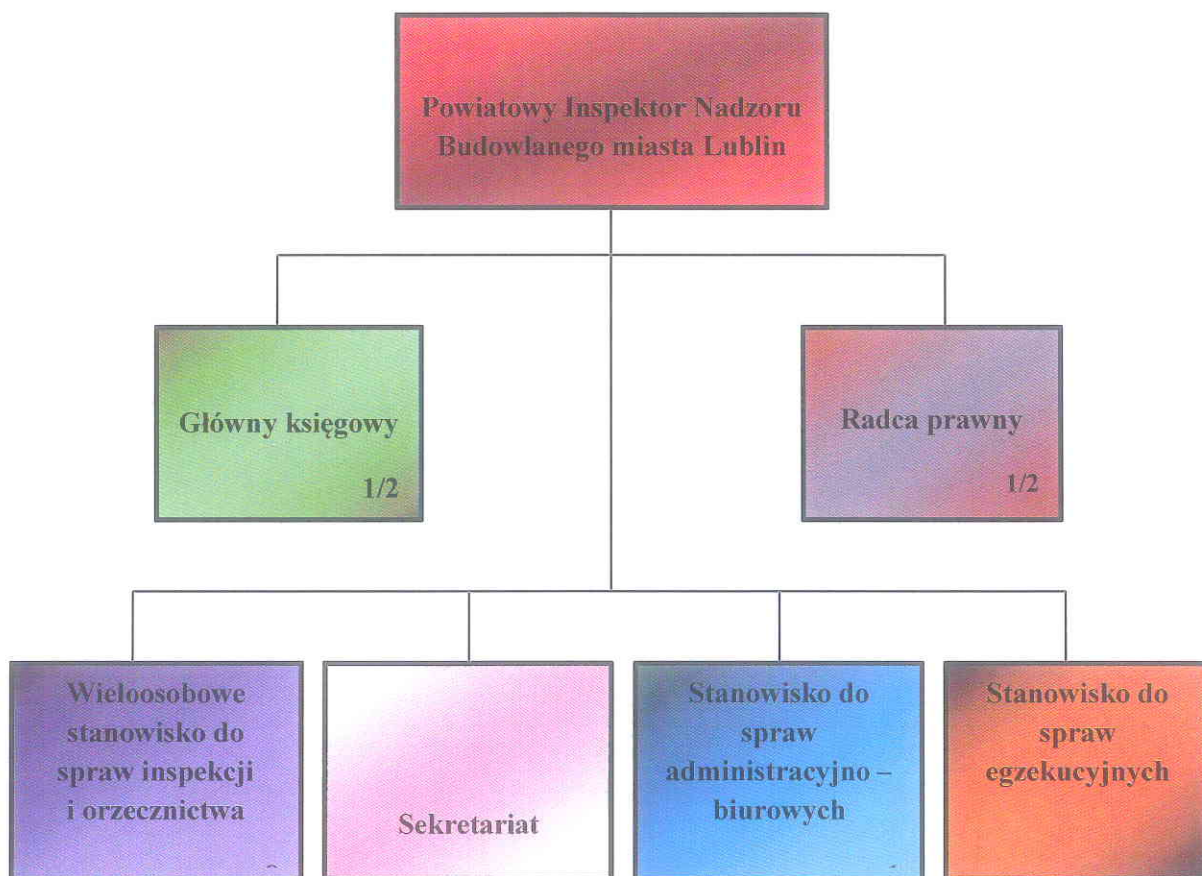 Powiatowy Inspektor Nadzoru
Budowlanego miasta Lublin
Główny księgowy
1/2
Radca prawny
1/2
Wieloosobowe
stanowisko do
spraw inspekcji
i orzecznictwa
Sekretariat
Stanowisko do
spraw
administracyjno –
biurowych
Stanowisko do
spraw
egzekucyjnych